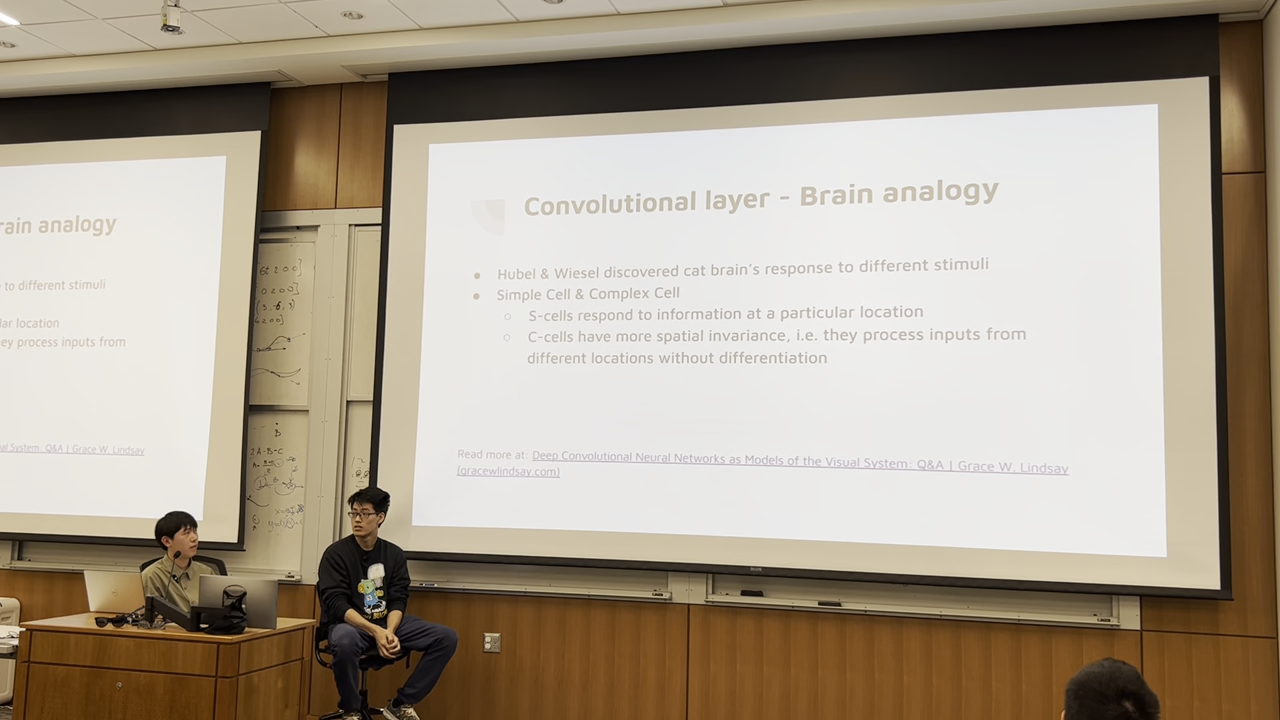 Convolutional layer - Brain analogy
Hubel & Wiesel discovered cat brain's response to different stimuli
Simple Cell & Complex Cell
S-cells respond to information at a particular location
C-cells have more spatial invariance, i.e. they process inputs from
different locations without differentiation
Read more at: Deep Convolutional Neural Networks as Models of the Visual System: Q&A | Grace W. Lindsay
(gracewlindsay.com)
rain analogy
to different stimuli
lar location
ey process inputs from
al System: Q&A | Grace W. Lindsay